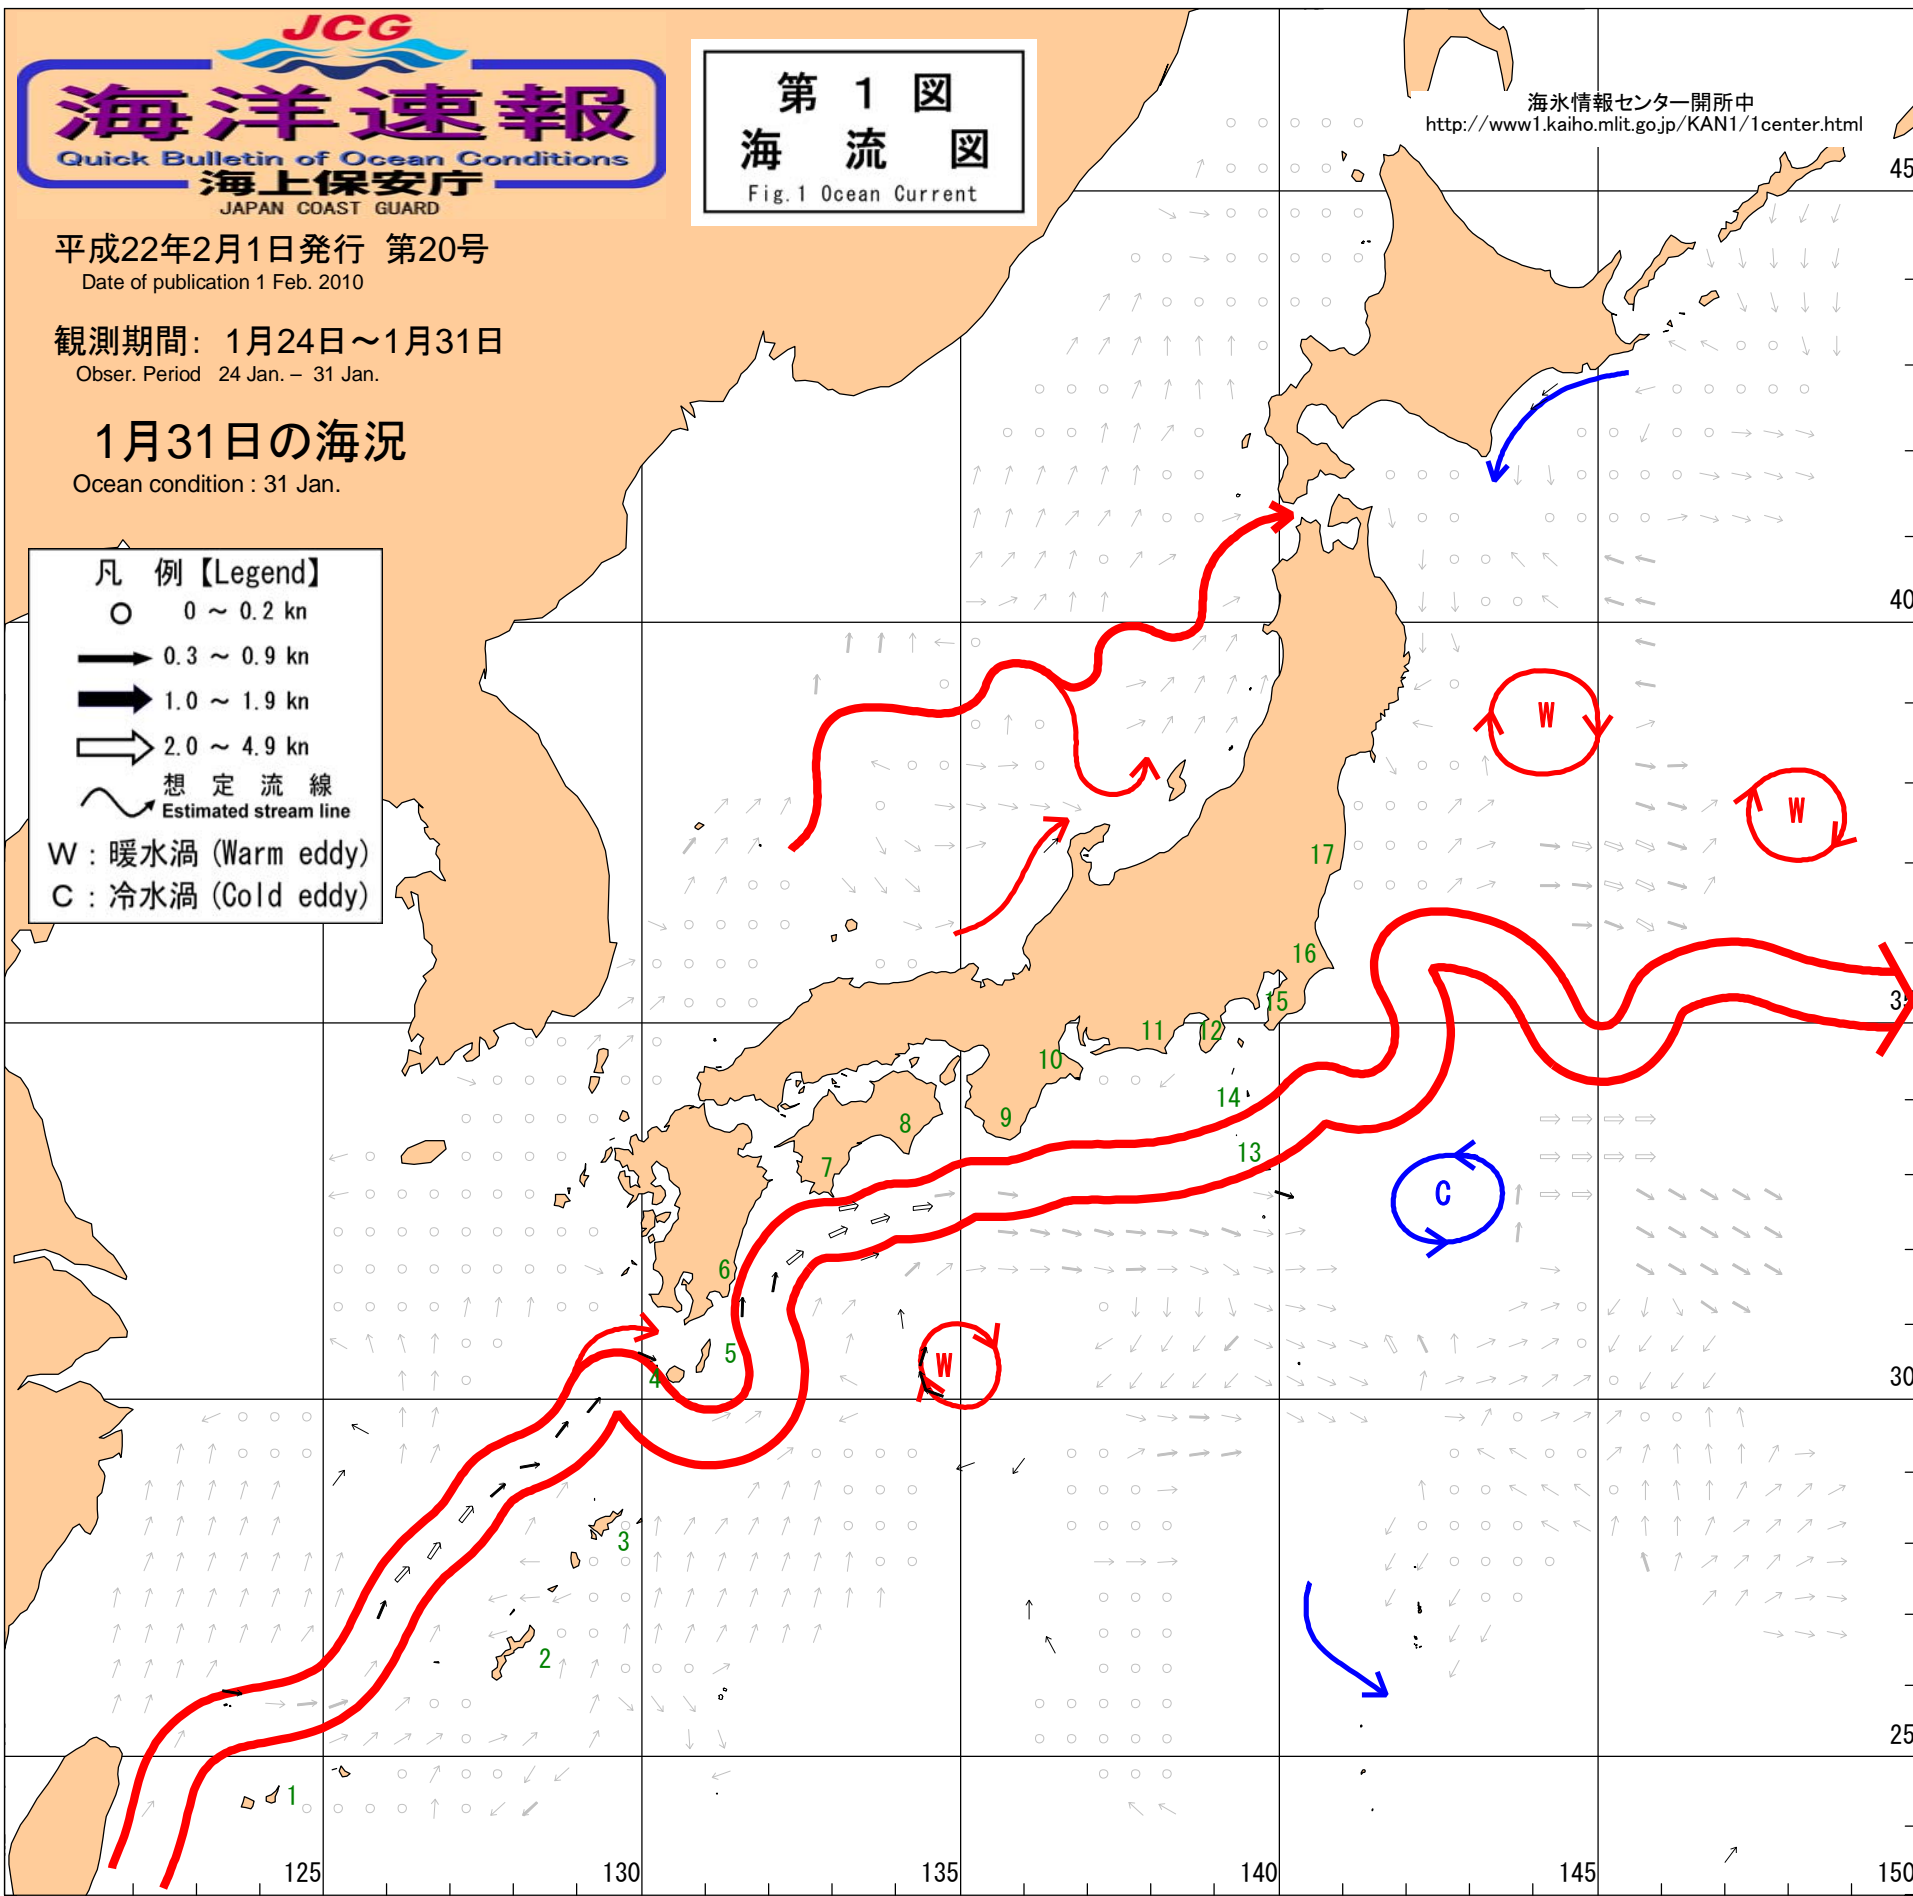 JCG
海洋速報
Quick Bulletin of Ocean Conditions
海上保安庁
JAPAN COAST GUARD
第 1 図
海 流 図
Fig.1 Ocean Current
海氷情報センター開所中
http://www1.kaiho.mlit.go.jp/KAN1/1center.html
平成22年2月1日発行 第20号
Date of publication 1 Feb. 2010
観測期間: 1月24日～1月31日
Obser. Period 24 Jan. – 31 Jan.
1月31日の海況
Ocean condition : 31 Jan.
凡 例【Legend】
0 ～ 0.2 kn
0.3 ～ 0.9 kn
1.0 ～ 1.9 kn
2.0 ～ 4.9 kn
想 定 流 線
Estimated stream line
W : 暖水渦 (Warm eddy)
C : 冷水渦 (Cold eddy)
45
40
W
W
17
16
15
35
11
12
10
14
9
8
13
7
C
6
5
W
4
30
3
2
25
1
125
130
135
140
145
150